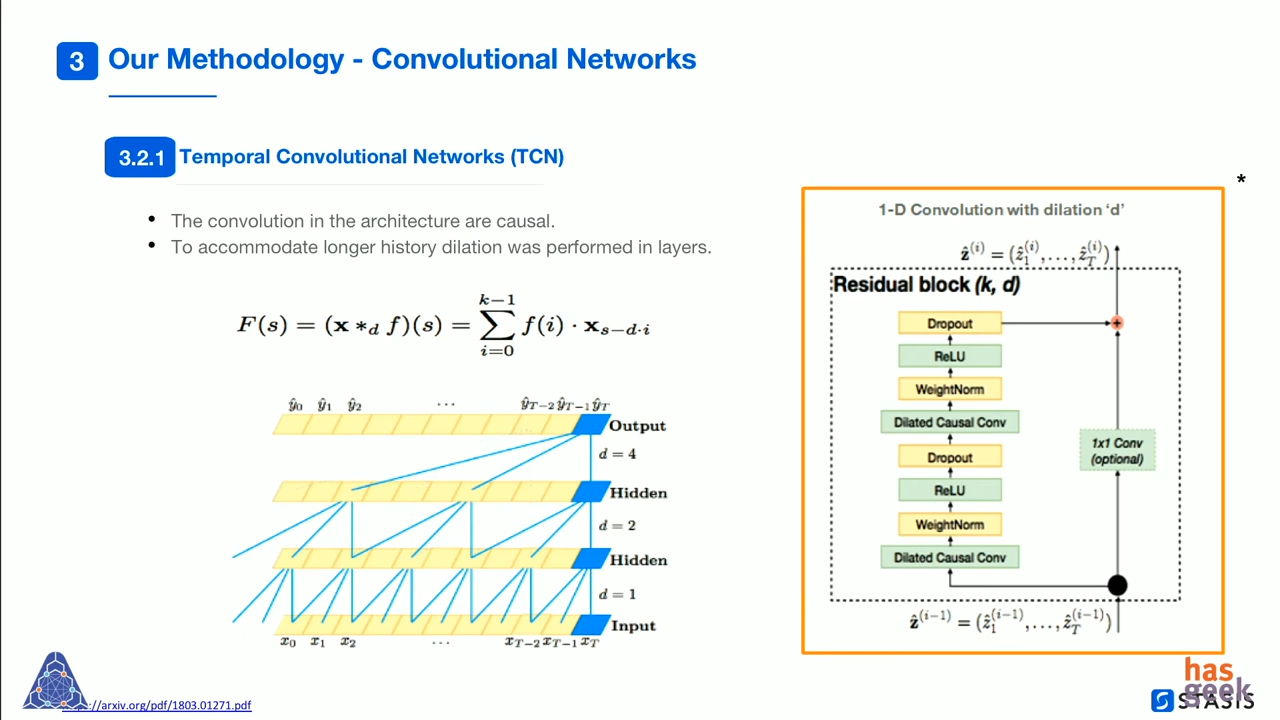 3 Our Methodology - Convolutional Networks
3.2.1 Temporal Convolutional Networks (TCN)
• The convolution in the architecture are causal.
• To accommodate longer history dilation was performed in layers.
F(s) = (x *_d f)(s) = ∑_{i=0}^{k−1} f(i) · x_{s−d·i}
ŷ_0 ŷ_1 ŷ_2 ... ŷ_{T−2} ŷ_{T−1} ŷ_T
Output
d = 4
Hidden
d = 2
Hidden
d = 1
Input
x_0 x_1 x_2 ... x_{T−2} x_{T−1} x_T
*
1-D Convolution with dilation ‘d’
ẑ^{(i)} = (ẑ_1^{(i)}, . . . , ẑ_T^{(i)})
Residual block (k, d)
Dropout
+
ReLU
WeightNorm
Dilated Causal Conv
1x1 Conv
(optional)
Dropout
ReLU
WeightNorm
Dilated Causal Conv
ẑ^{(i−1)} = (ẑ_1^{(i−1)}, . . . , ẑ_T^{(i−1)})
//arxiv.org/pdf/1803.01271.pdf
has
geek
STASIS